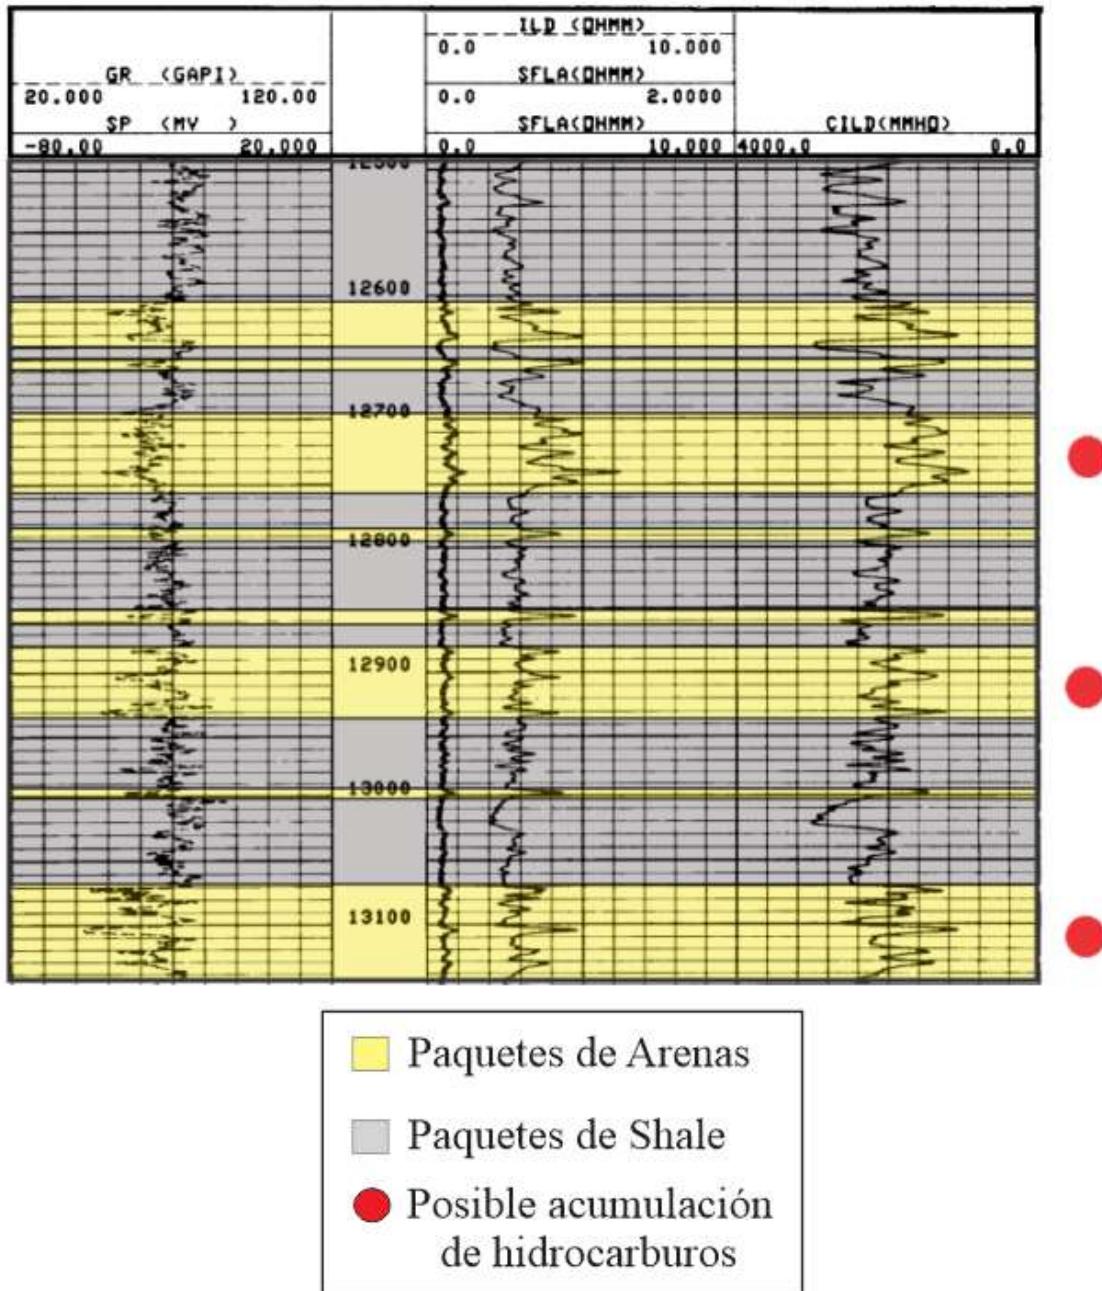 ILD (OHMM)
0.0 10.000
GR (GAPI) SFLA(OHMM)
20.000 120.00 0.0 2.0000
SP (MV ) SFLA(OHMM) CILD(MMHO)
-80.00 20.000 0.0 10.000 4000.0 0.0
12500
12600
12700
12800
12900
13000
13100
Paquetes de Arenas
Paquetes de Shale
Posible acumulación
de hidrocarburos